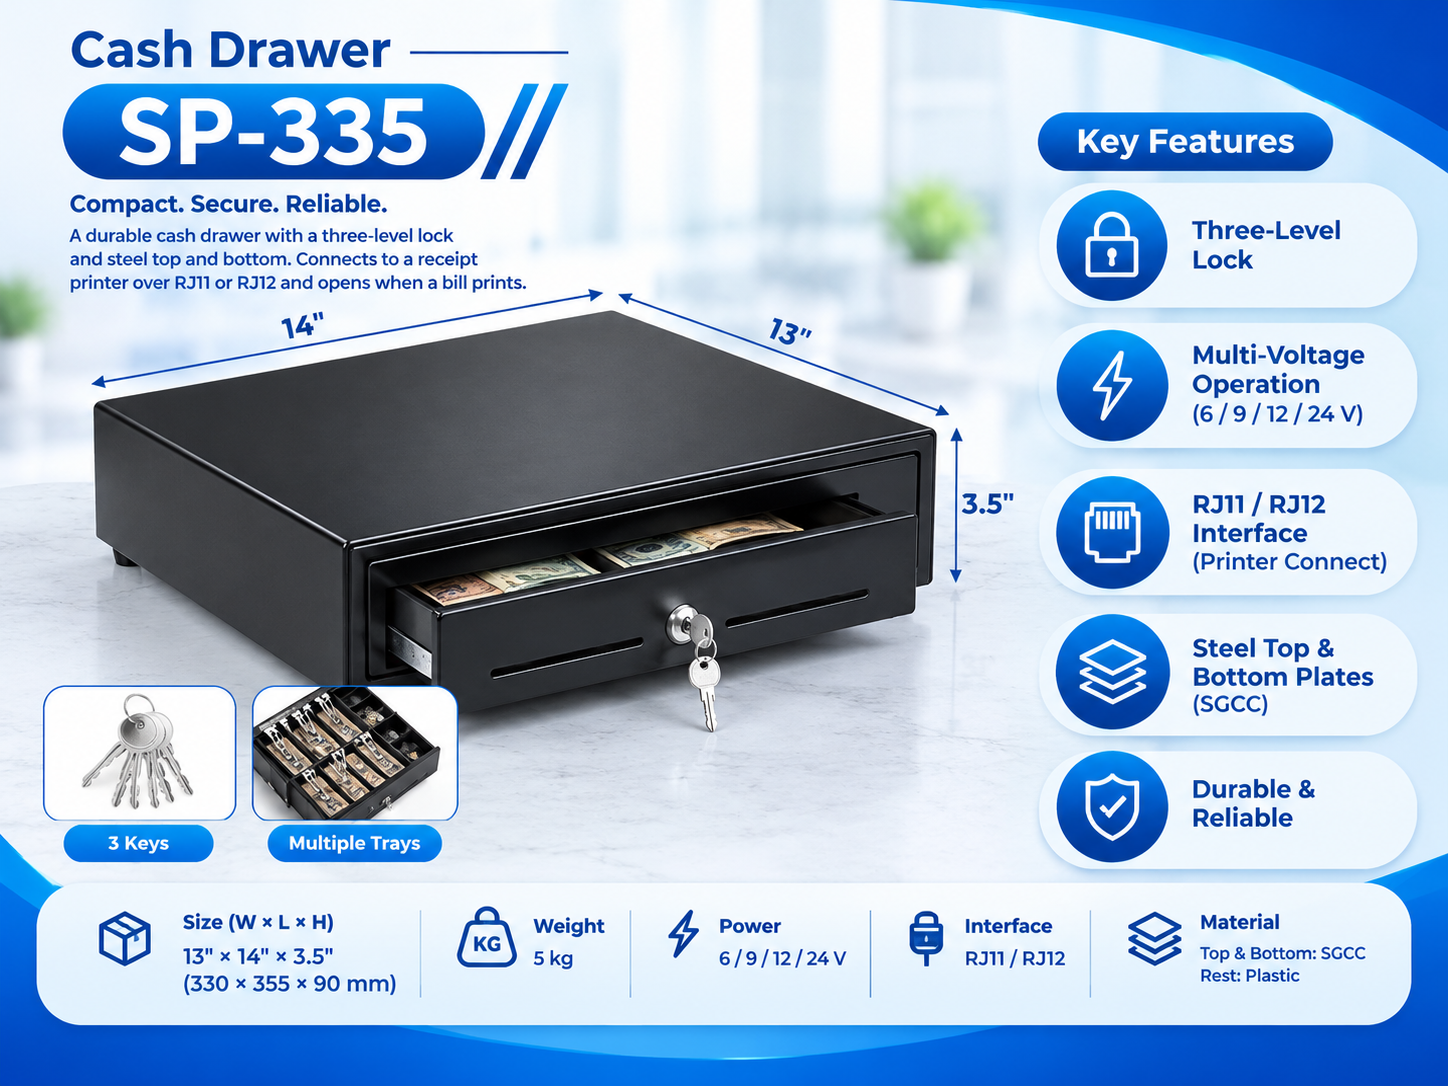 Cash Drawer
SP-335
Compact. Secure. Reliable.
A durable cash drawer with a three-level lock
and steel top and bottom. Connects to a receipt
printer over RJ11 or RJ12 and opens when a bill prints.
14"
13"
3.5"
Key Features
Three-Level
Lock
Multi-Voltage
Operation
(6 / 9 / 12 / 24 V)
RJ11 / RJ12
Interface
(Printer Connect)
Steel Top &
Bottom Plates
(SGCC)
Durable &
Reliable
3 Keys
Multiple Trays
Size (W × L × H)
13" × 14" × 3.5"
(330 × 355 × 90 mm)
KG
Weight
5 kg
Power
6 / 9 / 12 / 24 V
Interface
RJ11 / RJ12
Material
Top & Bottom: SGCC
Rest: Plastic